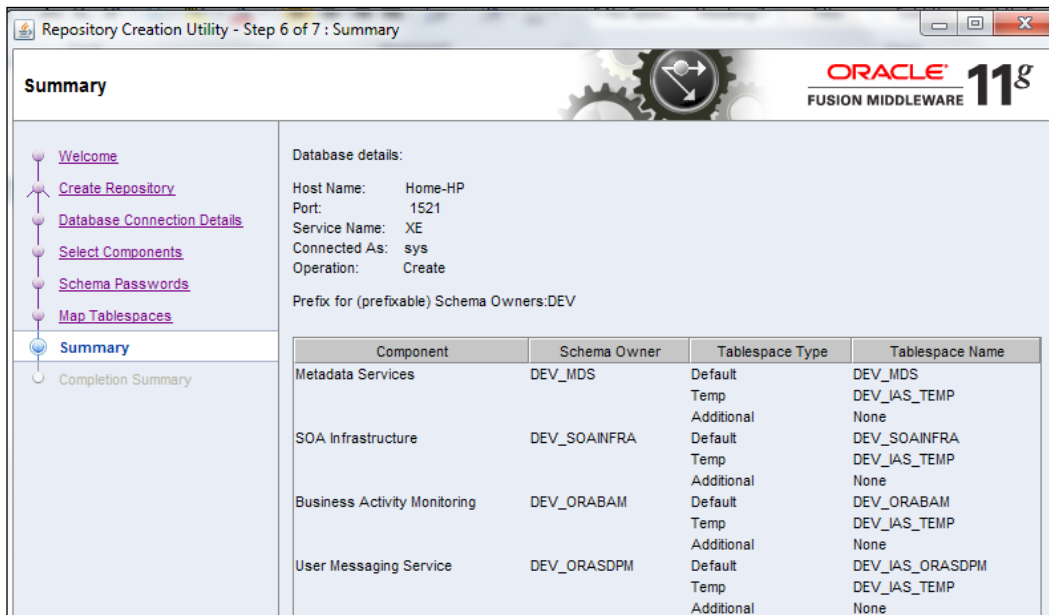 Repository Creation Utility - Step 6 of 7 : Summary
Summary
ORACLE
FUSION MIDDLEWARE 11g
Welcome
Create Repository
Database Connection Details
Select Components
Schema Passwords
Map Tablespaces
Summary
Completion Summary
Database details:
Host Name: Home-HP
Port: 1521
Service Name: XE
Connected As: sys
Operation: Create
Prefix for (prefixable) Schema Owners:DEV
Component Schema Owner Tablespace Type Tablespace Name
Metadata Services DEV_MDS Default DEV_MDS
Temp DEV_IAS_TEMP
Additional None
SOA Infrastructure DEV_SOAINFRA Default DEV_SOAINFRA
Temp DEV_IAS_TEMP
Additional None
Business Activity Monitoring DEV_ORABAM Default DEV_ORABAM
Temp DEV_IAS_TEMP
Additional None
User Messaging Service DEV_ORASDPM Default DEV_IAS_ORASDPM
Temp DEV_IAS_TEMP
Additional None